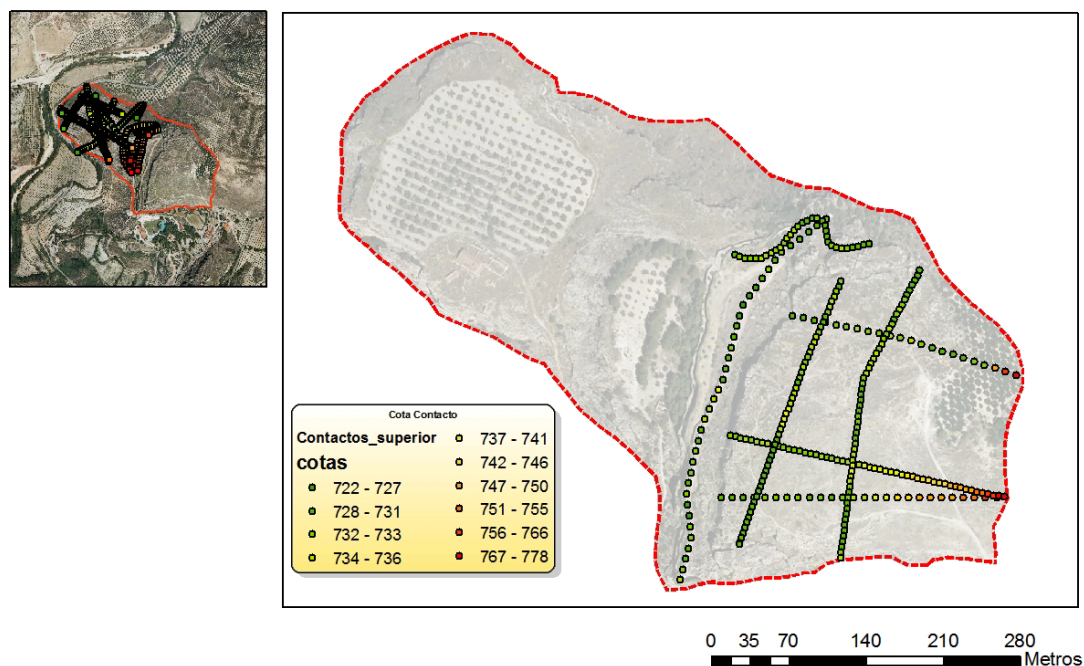 Cota Contacto
Contactos_superior
cotas
722 - 727
728 - 731
732 - 733
734 - 736
737 - 741
742 - 746
747 - 750
751 - 755
756 - 766
767 - 778
0 35 70 140 210 280
Metros